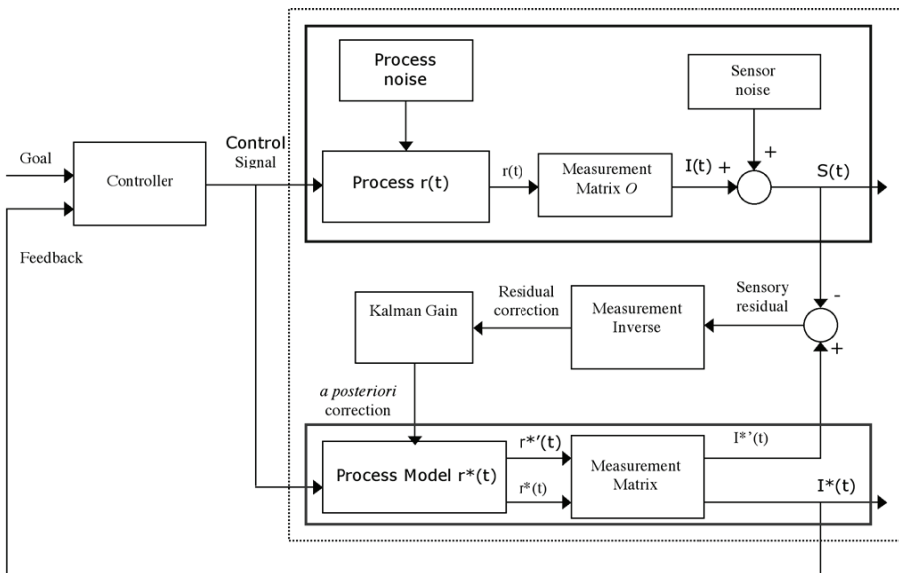 Process
noise
Sensor
noise
Goal
Controller
Control
Signal
Process r(t)
r(t)
Measurement
Matrix O
I(t) +
+
S(t)
Feedback
Kalman Gain
Residual
correction
Measurement
Inverse
Sensory
residual
-
+
a posteriori
correction
Process Model r*(t)
r*′(t)
r*(t)
Measurement
Matrix
I*’(t)
I*(t)